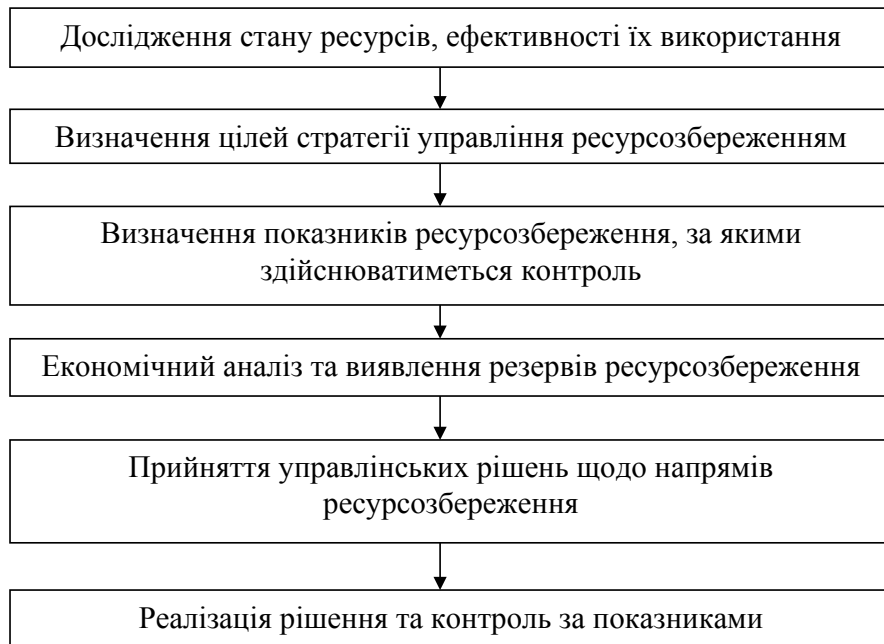 Дослідження стану ресурсів, ефективності їх використання
Визначення цілей стратегії управління ресурсозбереженням
Визначення показників ресурсозбереження, за якими
здійснюватиметься контроль
Економічний аналіз та виявлення резервів ресурсозбереження
Прийняття управлінських рішень щодо напрямів
ресурсозбереження
Реалізація рішення та контроль за показниками